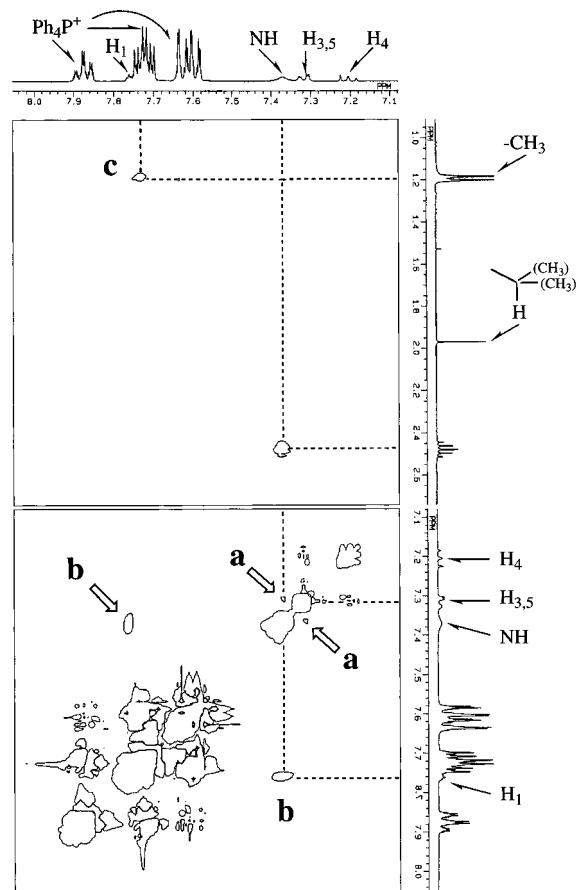 Ph4P+
H1
NH
H3,5
H4
8.0 7.9 7.8 7.7 7.6 7.5 7.4 7.3 7.2 7.1
PPM
c
1.0
1.2
1.4
1.6
1.8
2.0
2.2
2.4
2.6
PPM
-CH3
(CH3)
(CH3)
H
b
a
a
b
7.1
7.2
7.3
7.4
7.5
7.6
7.7
7.8
7.9
8.0
PPM
H4
H3,5
NH
H1